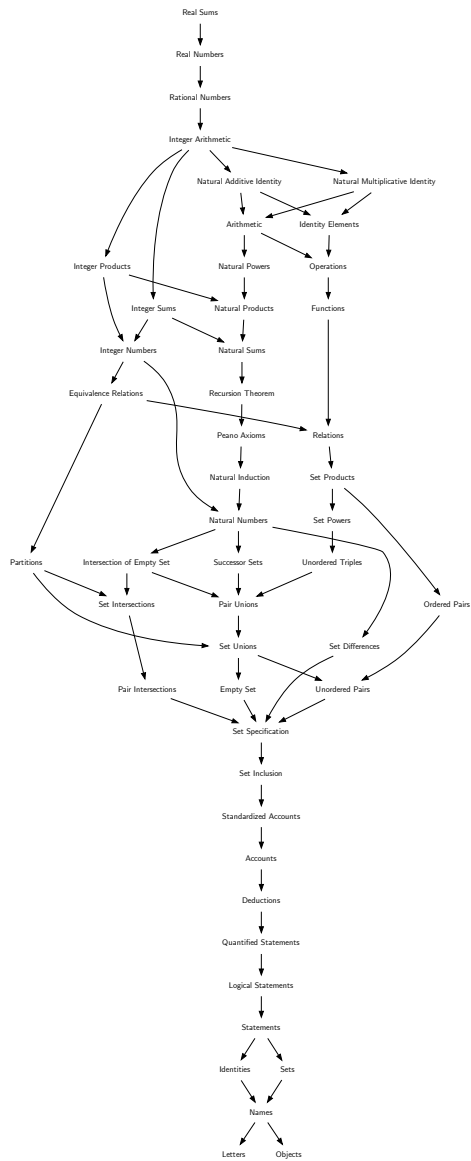 Real Sums
Real Numbers
Rational Numbers
Integer Arithmetic
Natural Additive Identity
Natural Multiplicative Identity
Arithmetic
Identity Elements
Integer Products
Natural Powers
Operations
Integer Sums
Natural Products
Functions
Integer Numbers
Natural Sums
Equivalence Relations
Recursion Theorem
Peano Axioms
Relations
Natural Induction
Set Products
Natural Numbers
Set Powers
Partitions
Intersection of Empty Set
Successor Sets
Unordered Triples
Set Intersections
Pair Unions
Ordered Pairs
Set Unions
Set Differences
Pair Intersections
Empty Set
Unordered Pairs
Set Specification
Set Inclusion
Standardized Accounts
Accounts
Deductions
Quantified Statements
Logical Statements
Statements
Identities
Sets
Names
Letters
Objects